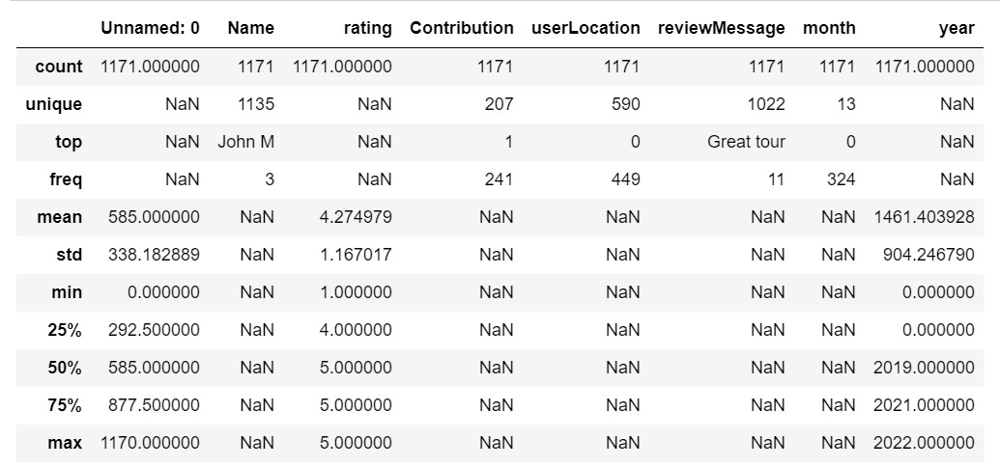 Unnamed: 0 Name rating Contribution userLocation reviewMessage month year
count 1171.000000 1171 1171.000000 1171 1171 1171 1171 1171.000000
unique NaN 1135 NaN 207 590 1022 13 NaN
top NaN John M NaN 1 0 Great tour 0 NaN
freq NaN 3 NaN 241 449 11 324 NaN
mean 585.000000 NaN 4.274979 NaN NaN NaN NaN 1461.403928
std 338.182889 NaN 1.167017 NaN NaN NaN NaN 904.246790
min 0.000000 NaN 1.000000 NaN NaN NaN NaN 0.000000
25% 292.500000 NaN 4.000000 NaN NaN NaN NaN 0.000000
50% 585.000000 NaN 5.000000 NaN NaN NaN NaN 2019.000000
75% 877.500000 NaN 5.000000 NaN NaN NaN NaN 2021.000000
max 1170.000000 NaN 5.000000 NaN NaN NaN NaN 2022.000000